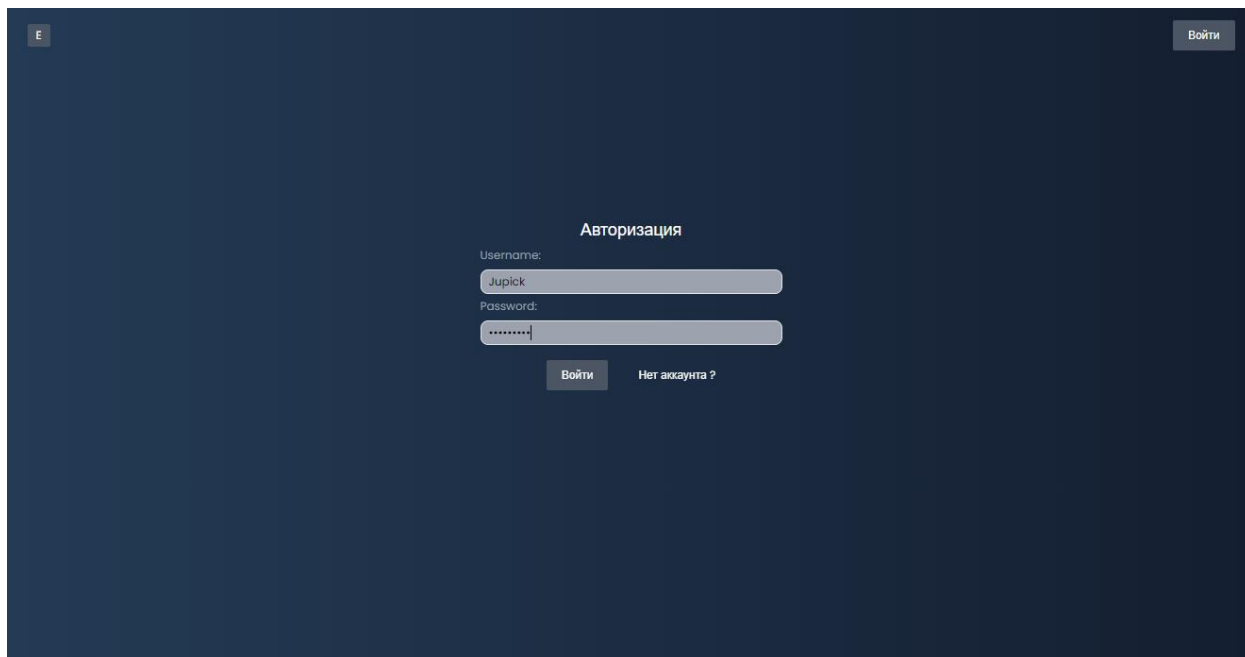 E
Войти
Авторизация
Username:
Jupick
Password:
•••••••••
Войти
Нет аккаунта ?